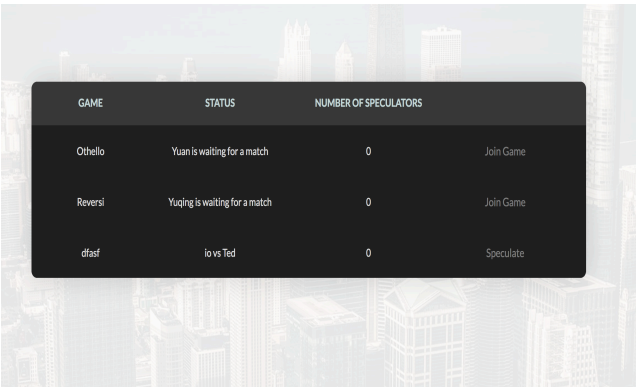 GAME STATUS NUMBER OF SPECULATORS
Othello Yuan is waiting for a match 0 Join Game
Reversi Yuqing is waiting for a match 0 Join Game
dfasf io vs Ted 0 Speculate